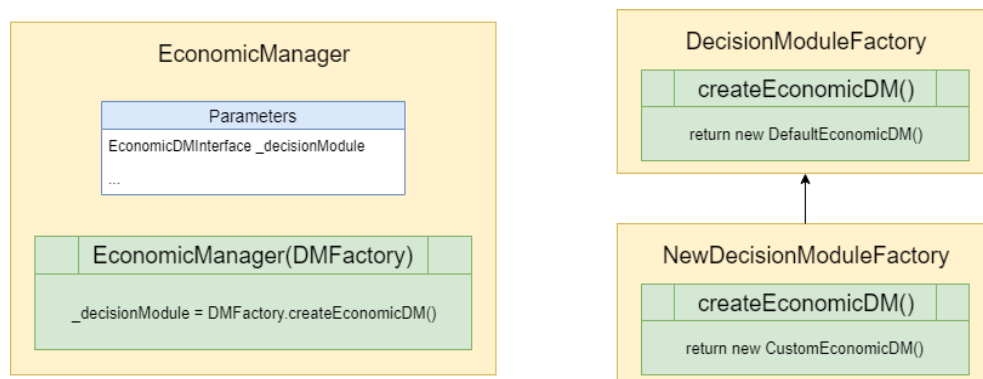 EconomicManager
Parameters
EconomicDMInterface _decisionModule
...
EconomicManager(DMFactory)
_decisionModule = DMFactory.createEconomicDM()
DecisionModuleFactory
createEconomicDM()
return new DefaultEconomicDM()
NewDecisionModuleFactory
createEconomicDM()
return new CustomEconomicDM()